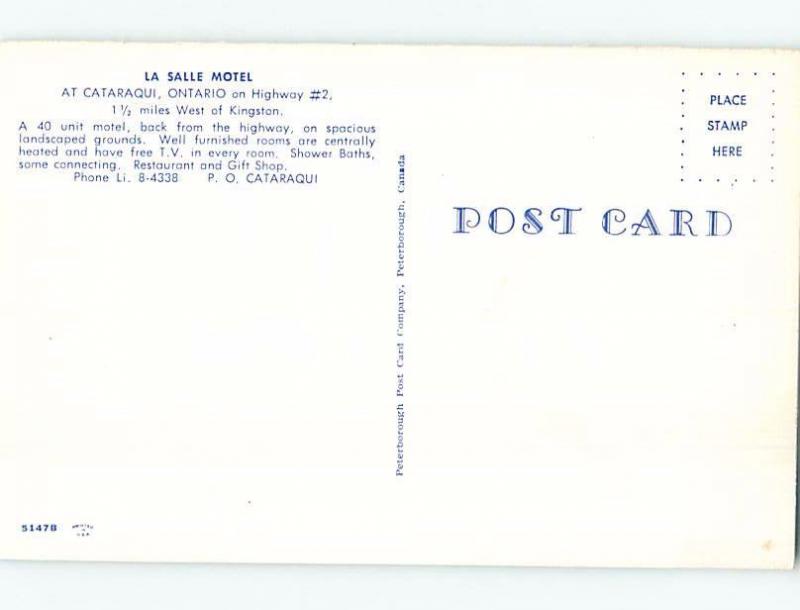 LA SALLE MOTEL
AT CATARAQUI, ONTARIO on Highway #2,
1½ miles West of Kingston.
A 40 unit motel, back from the highway, on spacious
landscaped grounds. Well furnished rooms are centrally
heated and have free T.V. in every room. Shower Baths,
some connecting. Restaurant and Gift Shop.
Phone Li. 8-4338 P. O. CATARAQUI
51478
Peterborough Post Card Company, Peterborough, Canada
PLACE
STAMP
HERE
POST CARD